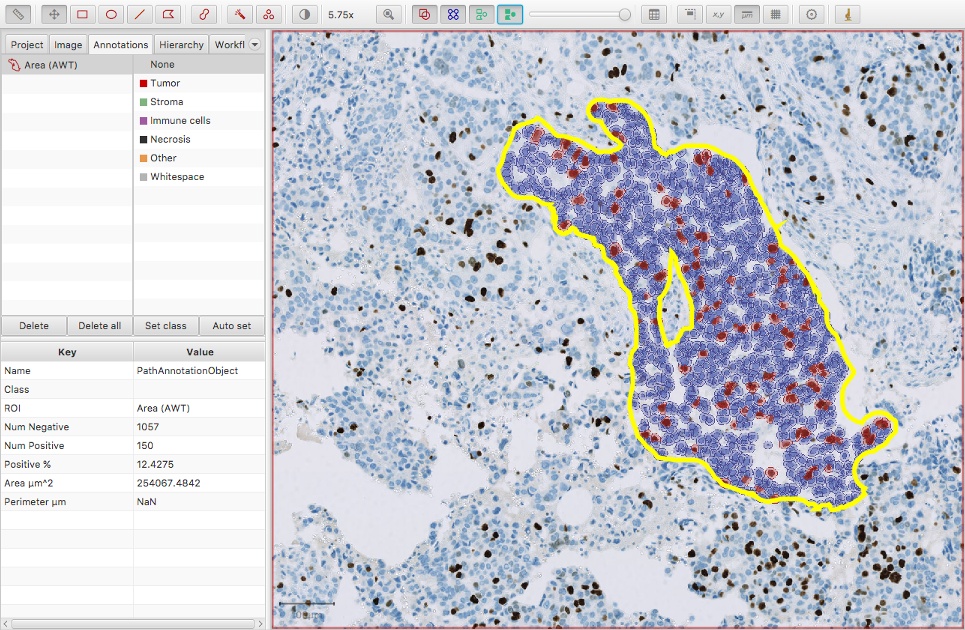 5.75x
x,y
µm
Project Image Annotations Hierarchy Workfl
Area (AWT)
None
Tumor
Stroma
Immune cells
Necrosis
Other
Whitespace
Delete Delete all Set class Auto set
Key Value
Name PathAnnotationObject
Class
ROI Area (AWT)
Num Negative 1057
Num Positive 150
Positive % 12.4275
Area µm^2 254067.4842
Perimeter µm NaN